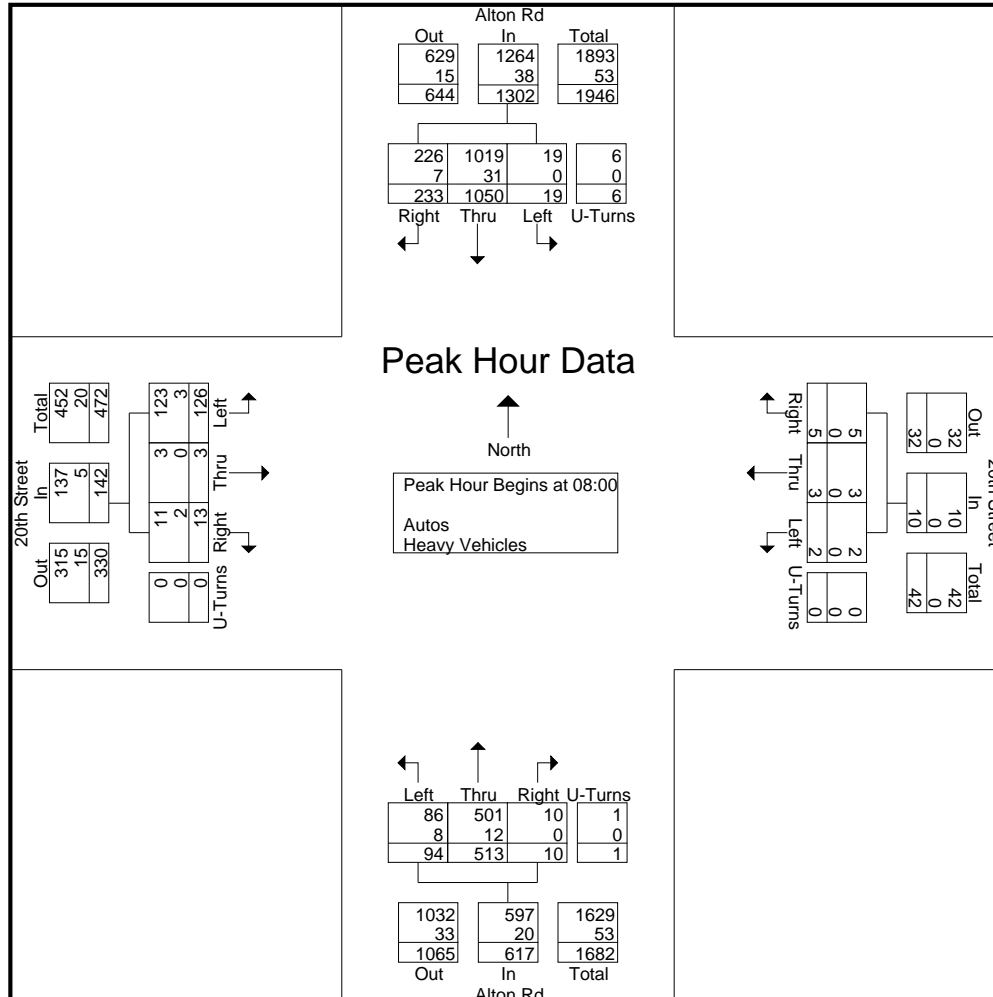 Alton Rd
Out In Total
629 1264 1893
15 38 53
644 1302 1946
226 1019 19 6
7 31 0 0
233 1050 19 6
Right Thru Left U-Turns
Peak Hour Data
North
Peak Hour Begins at 08:00
Autos
Heavy Vehicles
20th Street
Total In Out
452 137 315
20 5 15
472 142 330
123 3 11 0
3 0 2 0
126 3 13 0
Left Thru Right U-Turns
Right Thru Left U-Turns
5 3 2 0
0 0 0 0
5 3 2 0
Out In Total
32 10 42
0 0 0
32 10 42
Street
Left Thru Right U-Turns
86 501 10 1
8 12 0 0
94 513 10 1
1032 597 1629
33 20 53
1065 617 1682
Out In Total
Alton Rd